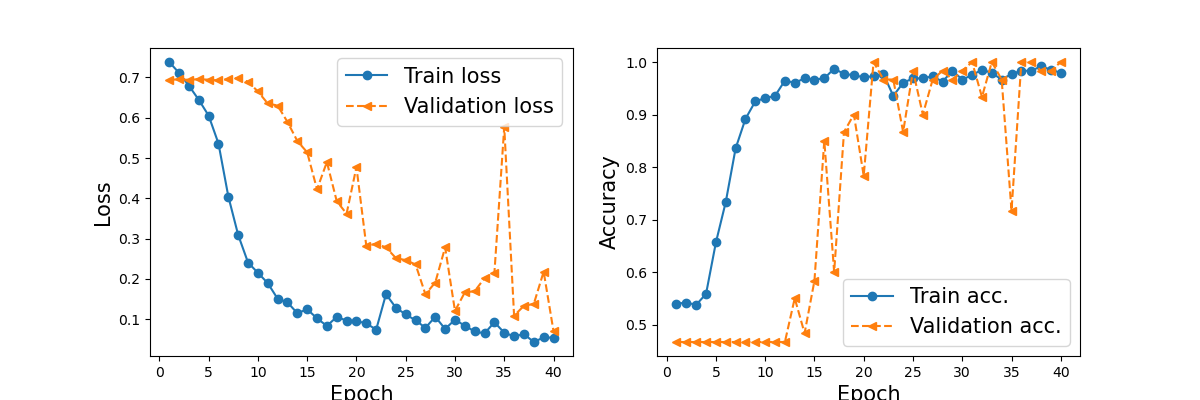 Train loss
Validation loss
Loss
0.7
0.6
0.5
0.4
0.3
0.2
0.1
0 5 10 15 20 25 30 35 40
Epoch
Accuracy
1.0
0.9
0.8
0.7
0.6
0.5
Train acc.
Validation acc.
0 5 10 15 20 25 30 35 40
Epoch